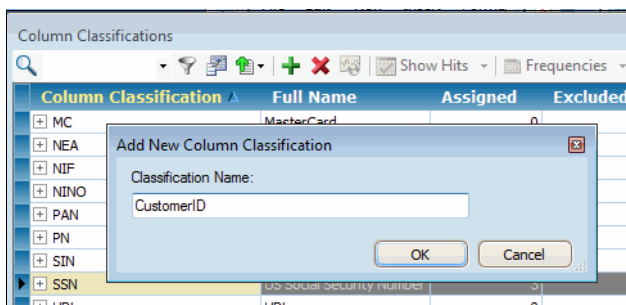 Column Classifications
Show Hits Frequencies
Column Classification Full Name Assigned Excluded
MC MasterCard 0
NEA
NIF
NINO
PAN
PN
SIN
SSN US Social Security Number 3
Add New Column Classification
Classification Name:
CustomerID
OK Cancel